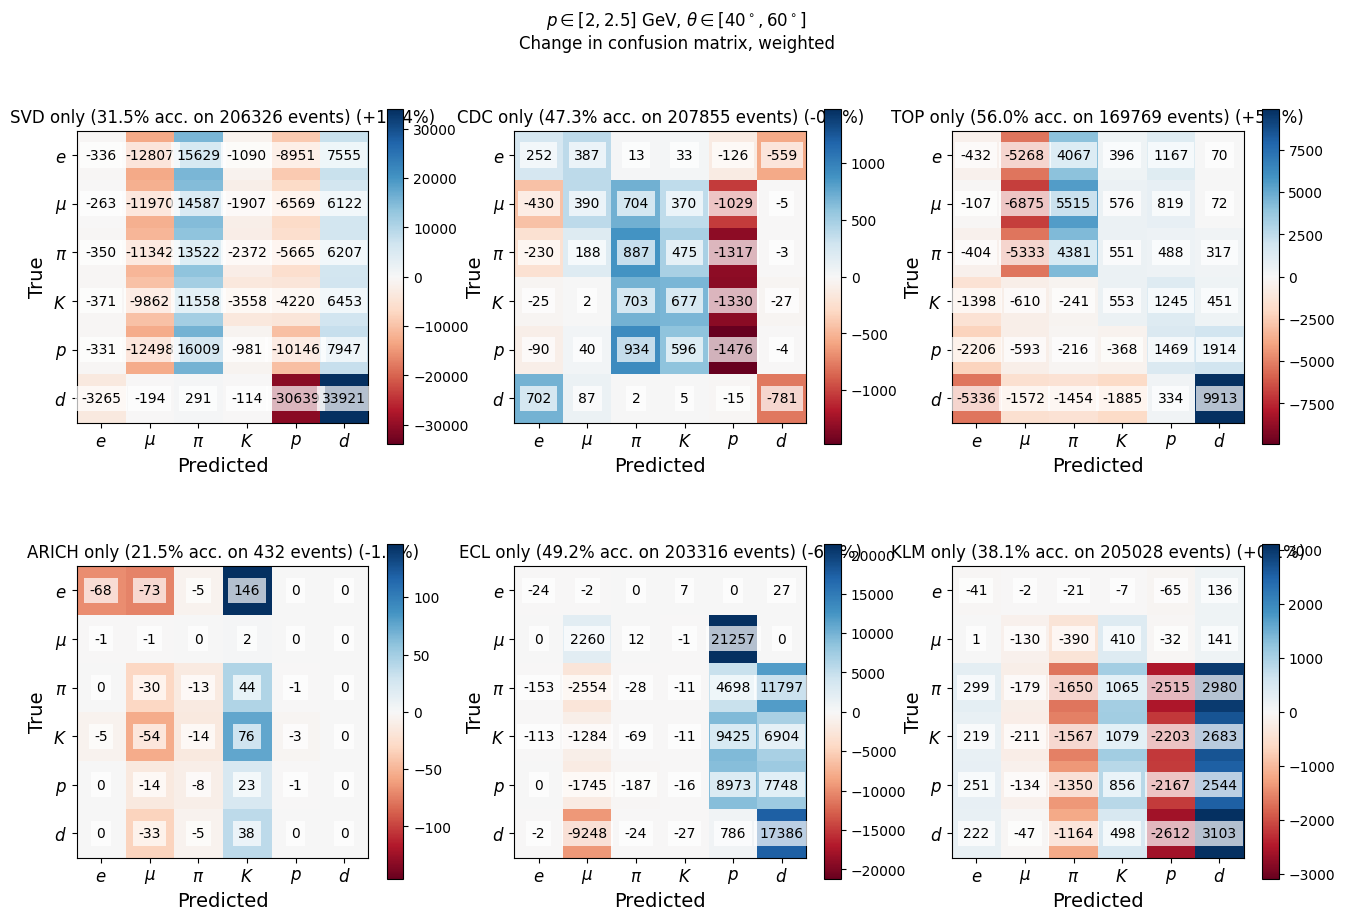 p ∈ [2, 2.5] GeV, θ ∈ [40°, 60°]
Change in confusion matrix, weighted
SVD only (31.5% acc. on 206326 events)
e -336 -12807 15629 -1090 -8951 7555
μ -263 -11970 14587 -1907 -6569 6122
π -350 -11342 13522 -2372 -5665 6207
K -371 -9862 11558 -3558 -4220 6453
p -331 -12498 16009 -981 -10146 7947
d -3265 -194 291 -114 -30639 33921
e μ π K p d
True
Predicted
30000
20000
10000
0
−10000
−20000
−30000
CDC only (47.3% acc. on 207855 events)
e 252 387 13 33 -126 -559
μ -430 390 704 370 -1029 -5
π -230 188 887 475 -1317 -3
K -25 2 703 677 -1330 -27
p -90 40 934 596 -1476 -4
d 702 87 2 5 -15 -781
e μ π K p d
True
Predicted
1000
500
0
−500
−1000
TOP only (56.0% acc. on 169769 events)
e -432 -5268 4067 396 1167 70
μ -107 -6875 5515 576 819 72
π -404 -5333 4381 551 488 317
K -1398 -610 -241 553 1245 451
p -2206 -593 -216 -368 1469 1914
d -5336 -1572 -1454 -1885 334 9913
e μ π K p d
True
Predicted
7500
5000
2500
0
−2500
−5000
−7500
ARICH only (21.5% acc. on 432 events)
e -68 -73 -5 146 0 0
μ -1 -1 0 2 0 0
π 0 -30 -13 44 -1 0
K -5 -54 -14 76 -3 0
p 0 -14 -8 23 -1 0
d 0 -33 -5 38 0 0
e μ π K p d
True
Predicted
100
50
0
−50
−100
ECL only (49.2% acc. on 203316 events)
e -24 -2 0 7 0 27
μ 0 2260 12 -1 21257 0
π -153 -2554 -28 -11 4698 11797
K -113 -1284 -69 -11 9425 6904
p 0 -1745 -187 -16 8973 7748
d -2 -9248 -24 -27 786 17386
e μ π K p d
True
Predicted
20000
15000
10000
5000
0
−5000
−10000
−15000
−20000
KLM only (38.1% acc. on 205028 events)
e -41 -2 -21 -7 -65 136
μ 1 -130 -390 410 -32 141
π 299 -179 -1650 1065 -2515 2980
K 219 -211 -1567 1079 -2203 2683
p 251 -134 -1350 856 -2167 2544
d 222 -47 -1164 498 -2612 3103
e μ π K p d
True
Predicted
3000
2000
1000
0
−1000
−2000
−3000